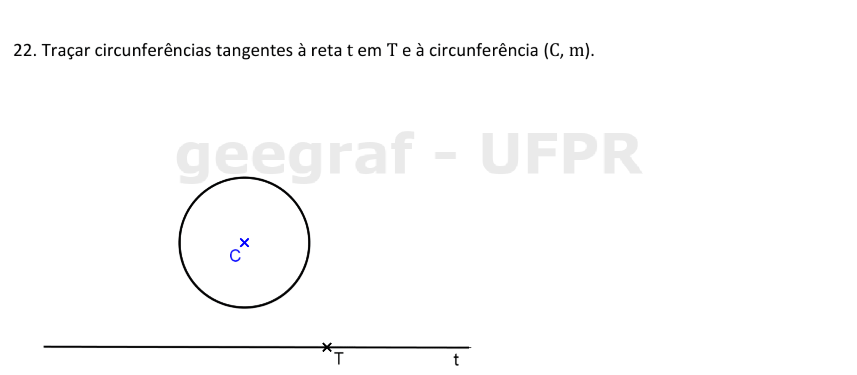 22. Traçar circunferências tangentes à reta t em T e à circunferência (C, m).
geegraf - UFPR
C
T
t